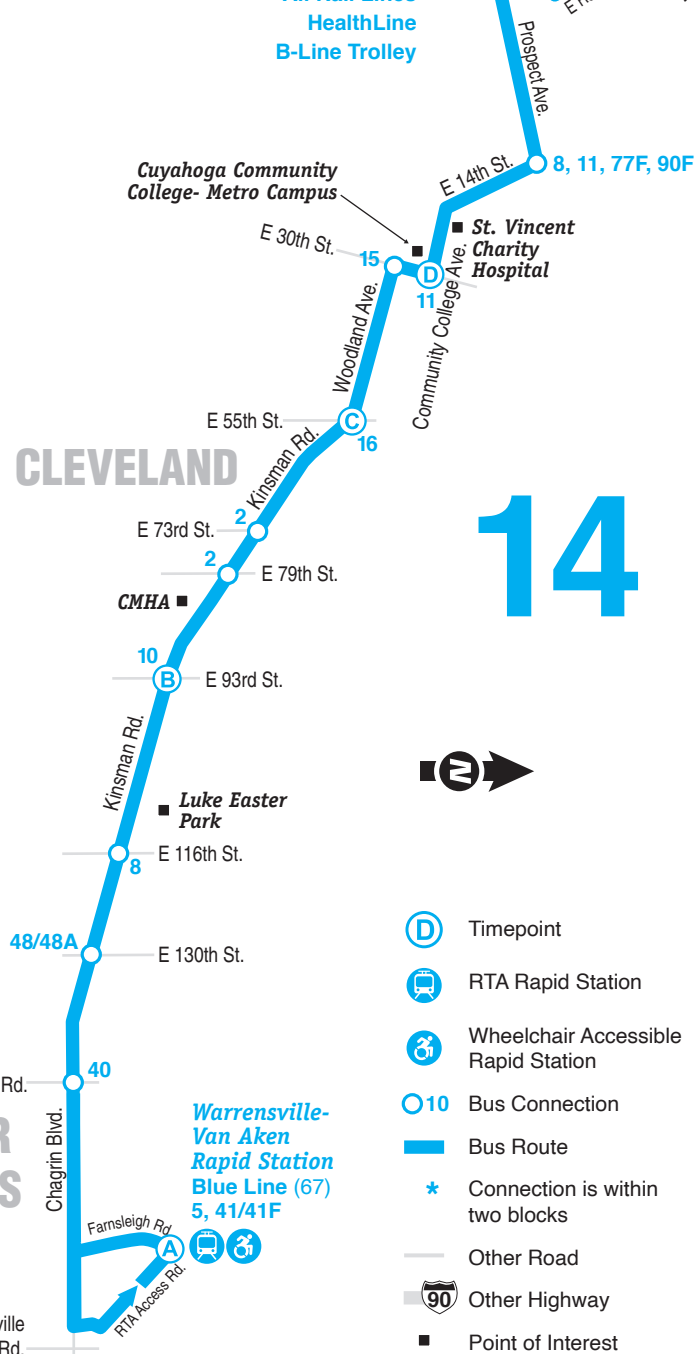 HealthLine
B-Line Trolley
Prospect Ave.
8, 11, 77F, 90F
E 14th St.
Cuyahoga Community
College- Metro Campus
St. Vincent
Charity
Hospital
E 30th St.
15
D
11
Community College Ave.
Woodland Ave.
E 55th St.
C
16
CLEVELAND
Kinsman Rd.
14
E 73rd St.
2
2
E 79th St.
CMHA
10
B
E 93rd St.
Kinsman Rd.
N
Luke Easter
Park
E 116th St.
8
48/48A
E 130th St.
40
Rd.
Chagrin Blvd.
Warrensville-
Van Aken
Rapid Station
Blue Line (67)
5, 41/41F
Farnsleigh Rd
A
RTA Access Rd.
Rd.
D
Timepoint
RTA Rapid Station
Wheelchair Accessible
Rapid Station
10 Bus Connection
Bus Route
* Connection is within
two blocks
Other Road
90 Other Highway
Point of Interest